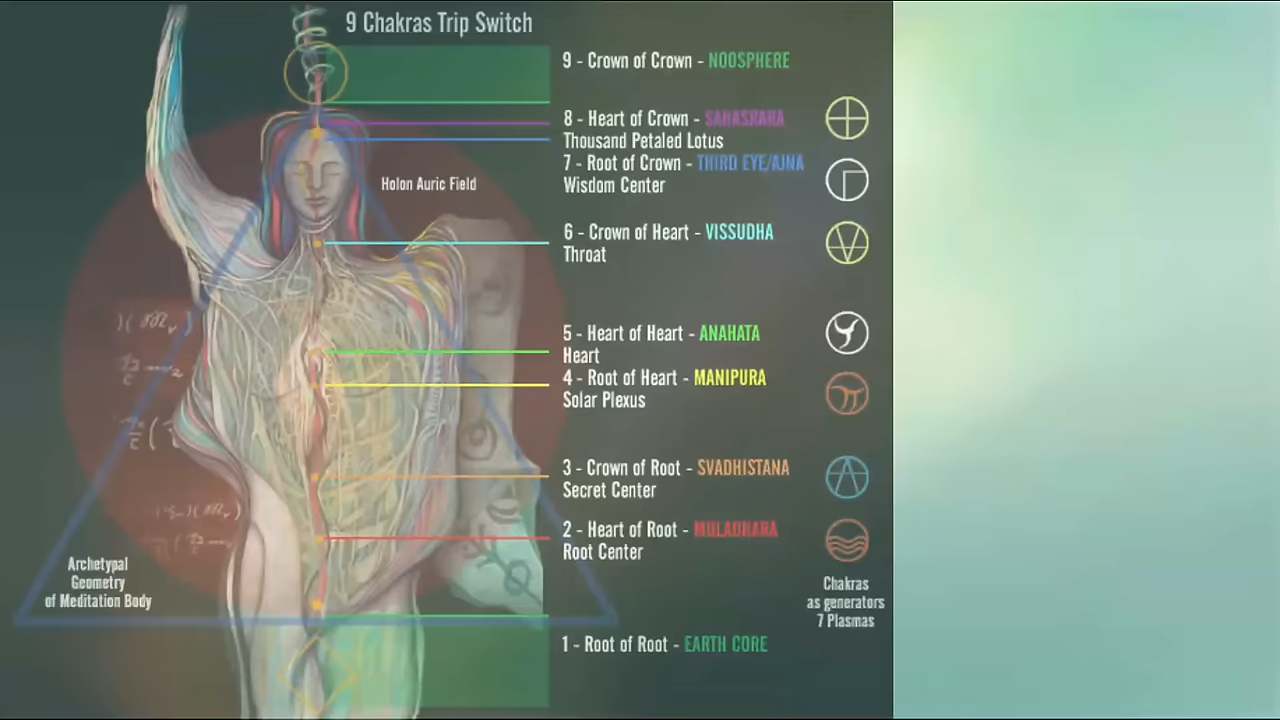 9 Chakras Trip Switch
9 - Crown of Crown - NOOSPHERE
8 - Heart of Crown - SAHASRARA
Thousand Petaled Lotus
7 - Root of Crown - THIRD EYE/AJNA
Wisdom Center
Holon Auric Field
6 - Crown of Heart - VISSUDHA
Throat
5 - Heart of Heart - ANAHATA
Heart
4 - Root of Heart - MANIPURA
Solar Plexus
3 - Crown of Root - SVADHISTANA
Secret Center
2 - Heart of Root - MULADHARA
Root Center
Archetypal
Geometry
of Meditation Body
Chakras
as generators
7 Plasmas
1 - Root of Root - EARTH CORE